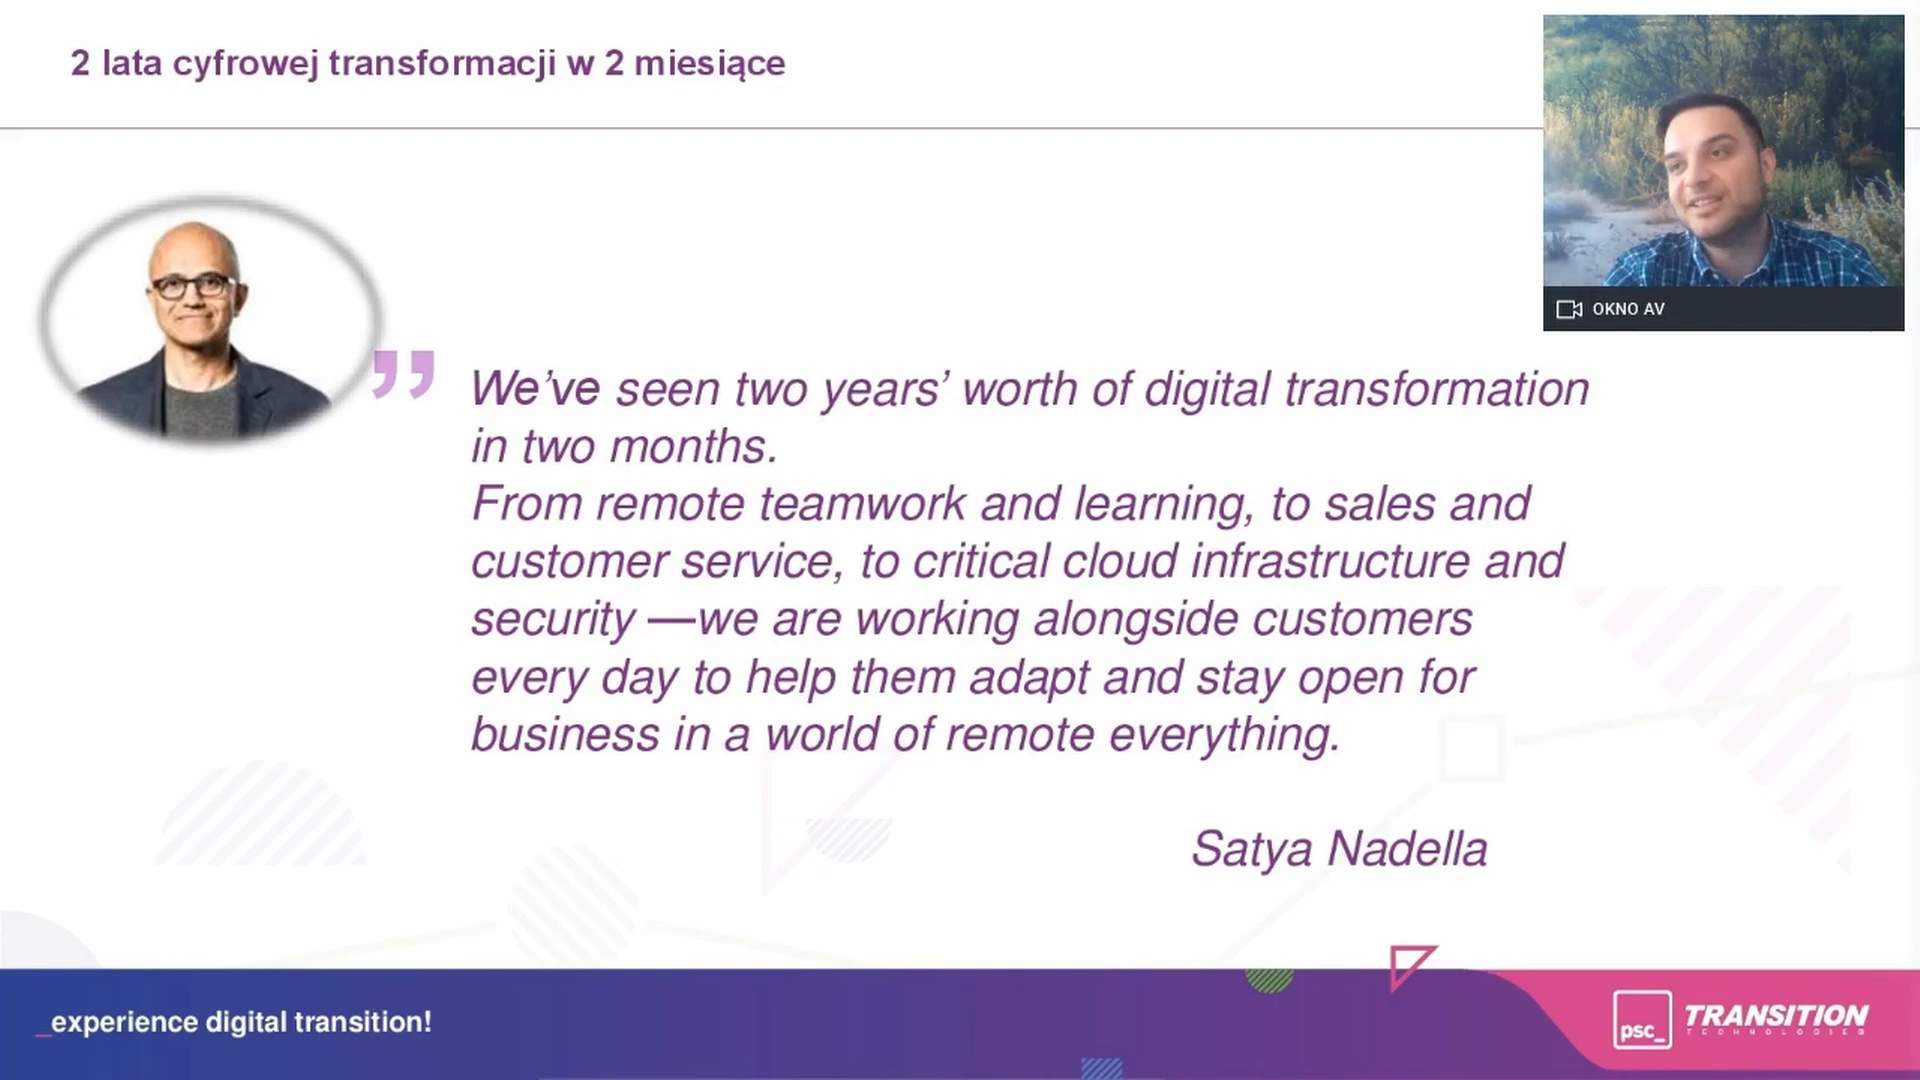 2 lata cyfrowej transformacji w 2 miesiące
OKNO AV
We’ve seen two years’ worth of digital transformation
in two months.
From remote teamwork and learning, to sales and
customer service, to critical cloud infrastructure and
security —we are working alongside customers
every day to help them adapt and stay open for
business in a world of remote everything.
Satya Nadella
_experience digital transition!
psc_
TRANSITION
TECHNOLOGIES